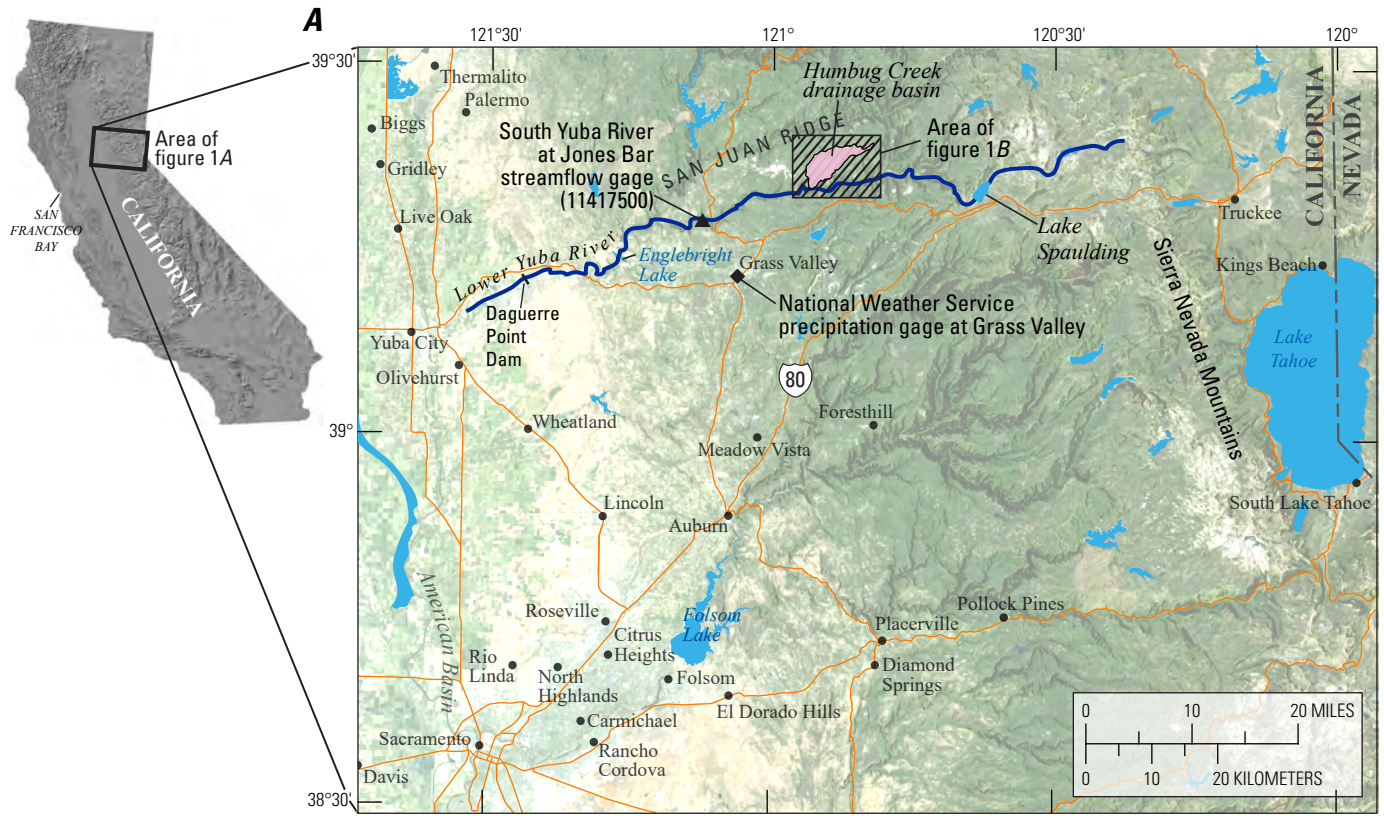 A
121°30'
121°
120°30'
120°
39°30'
39°
38°30'
Area of
figure 1A
SAN
FRANCISCO
BAY
CALIFORNIA
Thermalito
Palermo
Biggs
Gridley
Live Oak
South Yuba River
at Jones Bar
streamflow gage
(11417500)
SAN JUAN RIDGE
Humbug Creek
drainage basin
Area of
figure 1B
CALIFORNIA
NEVADA
Truckee
Lake
Spaulding
Lower Yuba River
Englebright
Lake
Grass Valley
Kings Beach
Sierra Nevada Mountains
Daguerre
Point
Dam
National Weather Service
precipitation gage at Grass Valley
Yuba City
Olivehurst
Lake
Tahoe
80
Wheatland
Foresthill
Meadow Vista
Lincoln
Auburn
South Lake Tahoe
American Basin
Roseville
Folsom
Lake
Pollock Pines
Placerville
Citrus
Heights
Rio
Linda
North
Highlands
Folsom
Diamond
Springs
El Dorado Hills
Carmichael
Sacramento
Rancho
Cordova
Davis
0 10 20 MILES
0 10 20 KILOMETERS